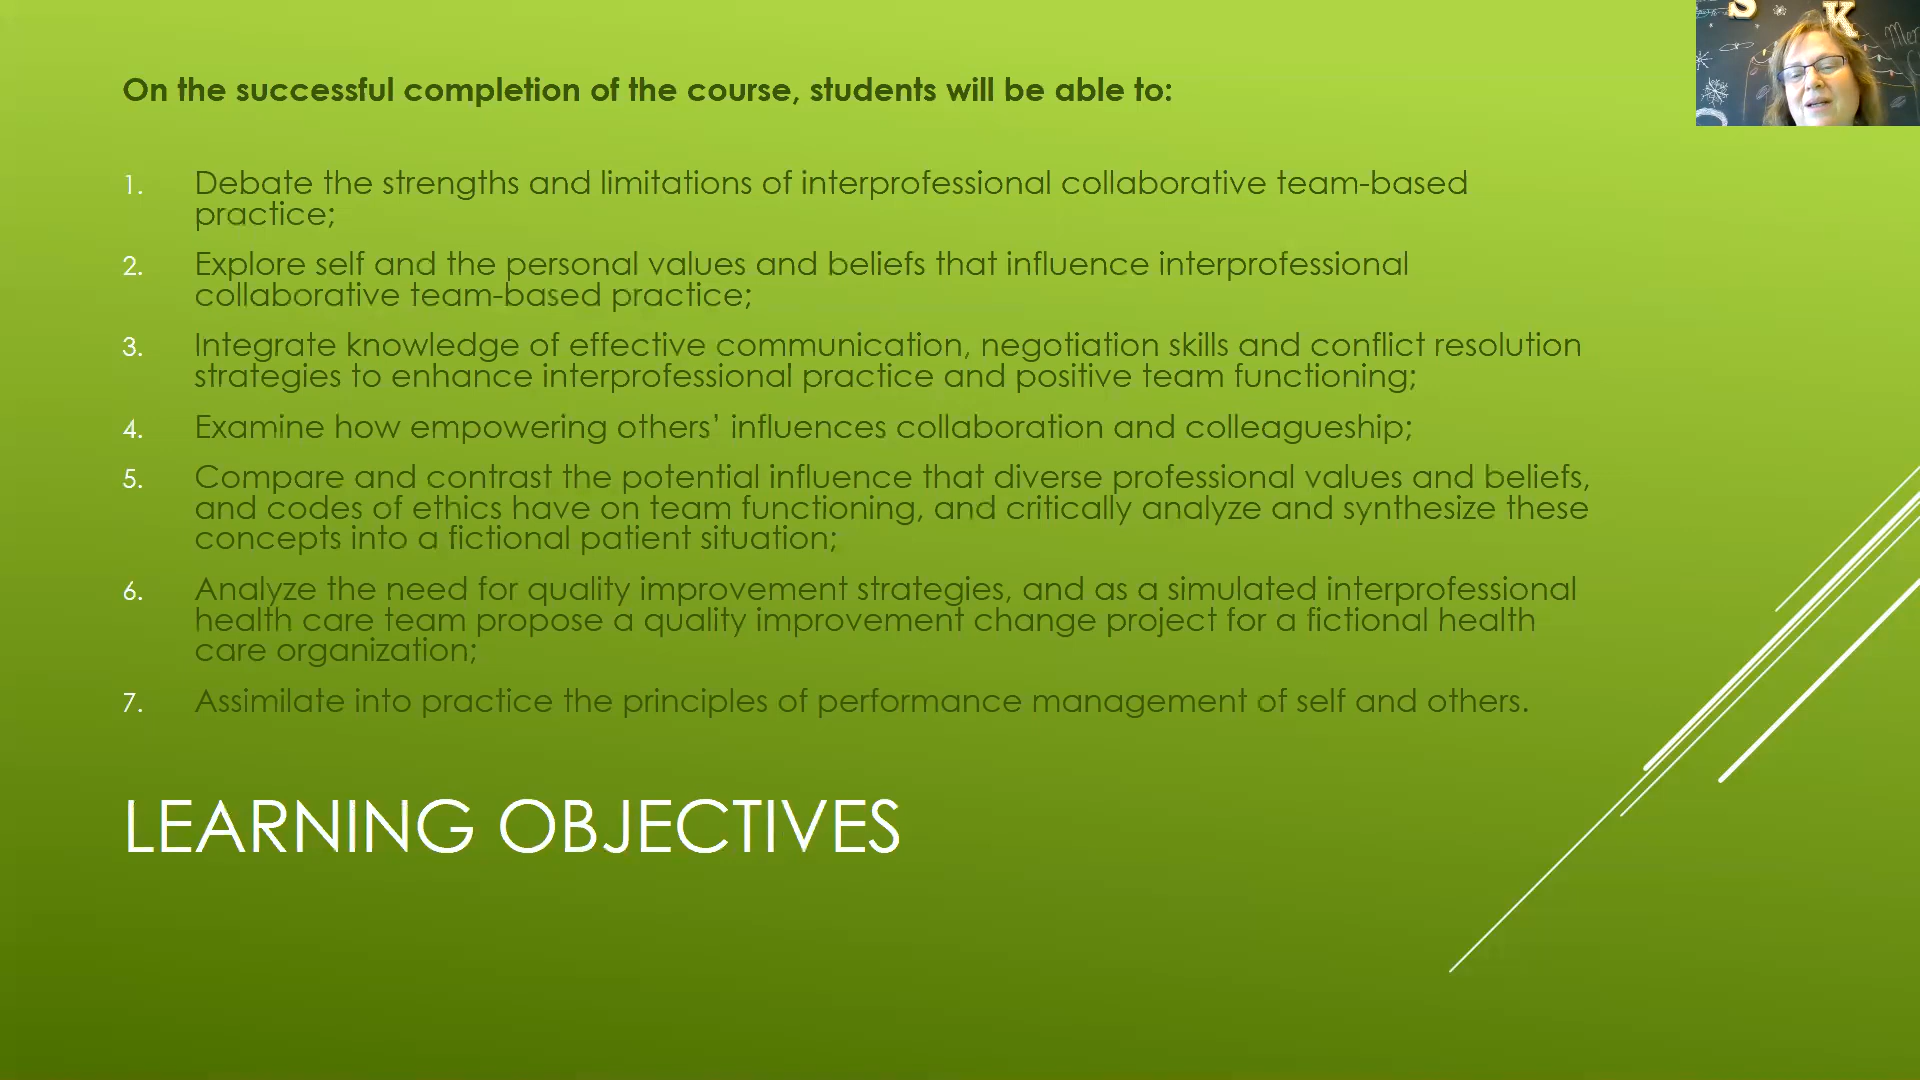 S K
Mer
On the successful completion of the course, students will be able to:
1. Debate the strengths and limitations of interprofessional collaborative team-based
practice;
2. Explore self and the personal values and beliefs that influence interprofessional
collaborative team-based practice;
3. Integrate knowledge of effective communication, negotiation skills and conflict resolution
strategies to enhance interprofessional practice and positive team functioning;
4. Examine how empowering others’ influences collaboration and colleagueship;
5. Compare and contrast the potential influence that diverse professional values and beliefs,
and codes of ethics have on team functioning, and critically analyze and synthesize these
concepts into a fictional patient situation;
6. Analyze the need for quality improvement strategies, and as a simulated interprofessional
health care team propose a quality improvement change project for a fictional health
care organization;
7. Assimilate into practice the principles of performance management of self and others.
LEARNING OBJECTIVES